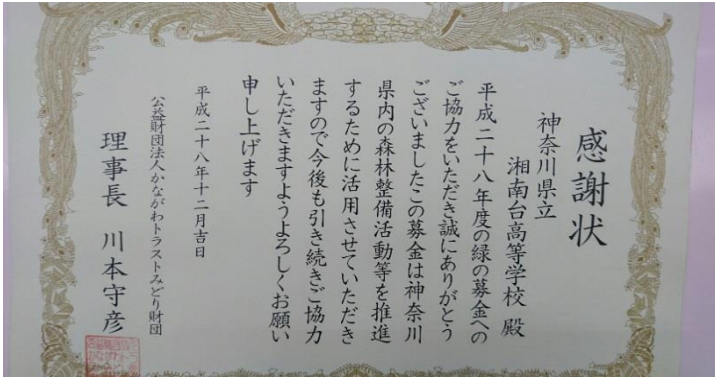 感謝状
神奈川県立
湘南台高等学校 殿
平成二十八年度の緑の募金への
ご協力をいただき誠にありがとう
ございましたこの募金は神奈川
県内の森林整備活動等を推進
するために活用させていただき
ますので今後も引き続きご協力
いただきますようよろしくお願い
申し上げます
平成二十八年十二月吉日
公益財団法人かながわトラストみどり財団
理事長 川本守彦